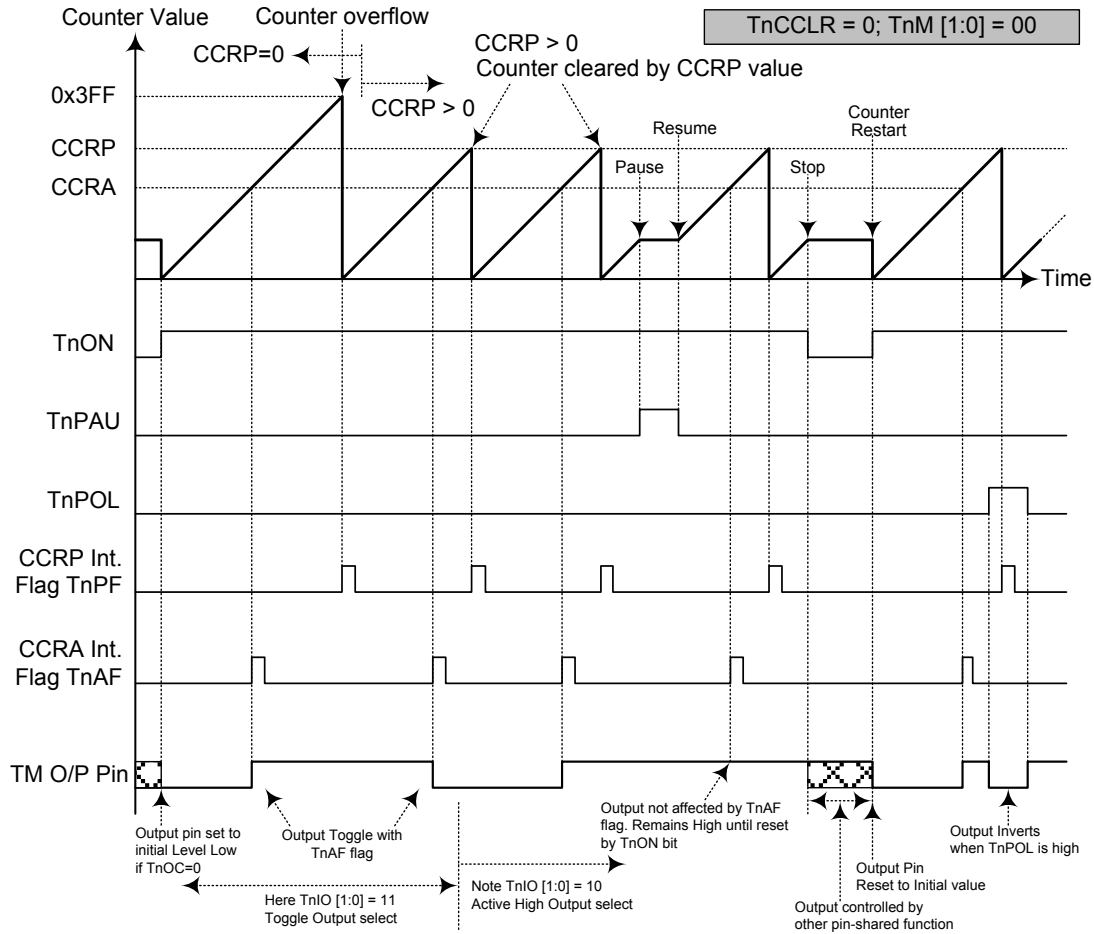 Counter Value
Counter overflow
TnCCLR = 0; TnM [1:0] = 00
CCRP=0
CCRP > 0
CCRP > 0
Counter cleared by CCRP value
0x3FF
CCRP
CCRA
Pause
Resume
Stop
Counter
Restart
Time
TnON
TnPAU
TnPOL
CCRP Int.
Flag TnPF
CCRA Int.
Flag TnAF
TM O/P Pin
Output pin set to
initial Level Low
if TnOC=0
Output Toggle with
TnAF flag
Output not affected by TnAF
flag. Remains High until reset
by TnON bit
Output Inverts
when TnPOL is high
Output Pin
Reset to Initial value
Here TnIO [1:0] = 11
Toggle Output select
Note TnIO [1:0] = 10
Active High Output select
Output controlled by
other pin-shared function